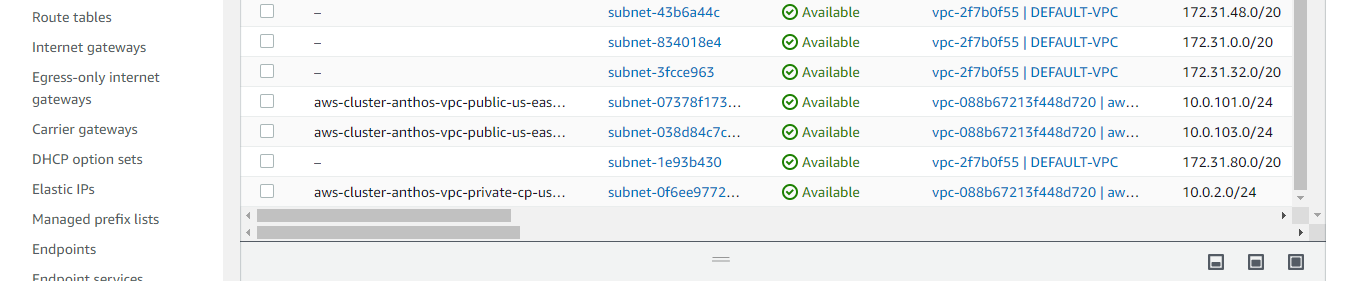 Route tables
Internet gateways
Egress-only internet
gateways
Carrier gateways
DHCP option sets
Elastic IPs
Managed prefix lists
Endpoints
Endpoint services
– subnet-43b6a44c Available vpc-2f7b0f55 | DEFAULT-VPC 172.31.48.0/20
– subnet-834018e4 Available vpc-2f7b0f55 | DEFAULT-VPC 172.31.0.0/20
– subnet-3fcce963 Available vpc-2f7b0f55 | DEFAULT-VPC 172.31.32.0/20
aws-cluster-anthos-vpc-public-us-eas… subnet-07378f173… Available vpc-088b67213f448d720 | aw… 10.0.101.0/24
aws-cluster-anthos-vpc-public-us-eas… subnet-038d84c7c… Available vpc-088b67213f448d720 | aw… 10.0.103.0/24
– subnet-1e93b430 Available vpc-2f7b0f55 | DEFAULT-VPC 172.31.80.0/20
aws-cluster-anthos-vpc-private-cp-us… subnet-0f6ee9772… Available vpc-088b67213f448d720 | aw… 10.0.2.0/24